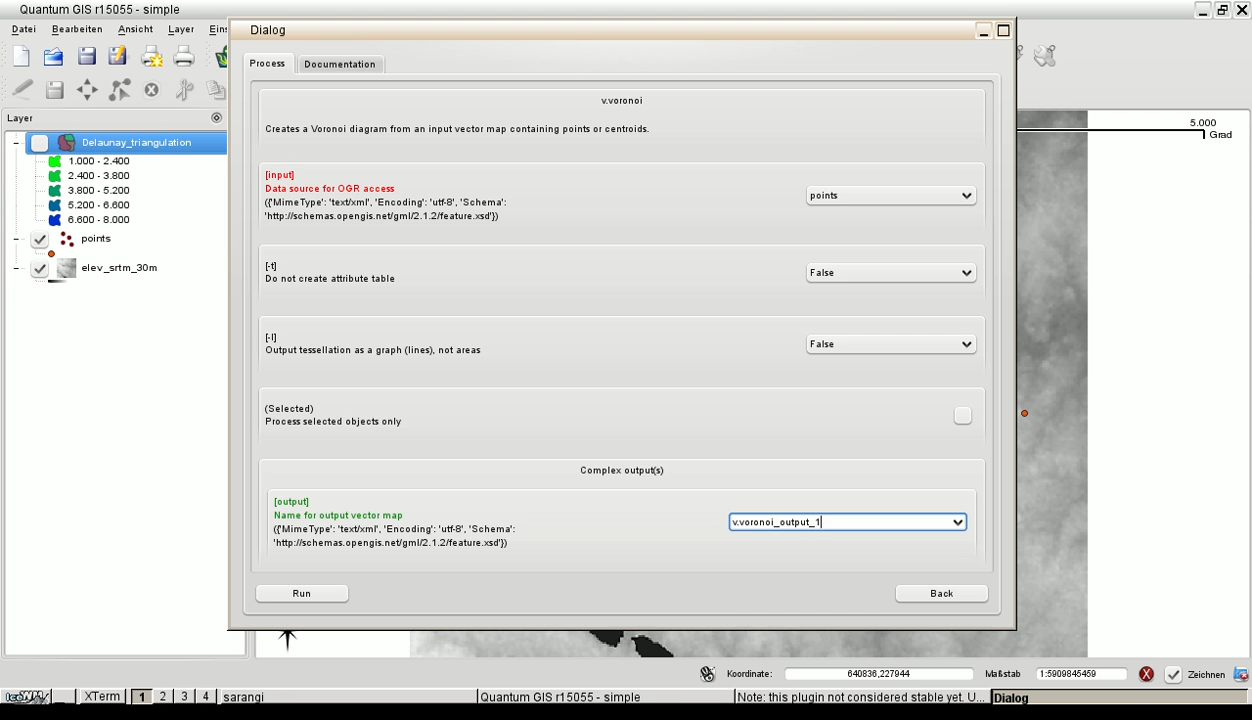 Quantum GIS r15055 - simple
Datei Bearbeiten Ansicht Layer Eins
Dialog
Process Documentation
v.voronoi
Creates a Voronoi diagram from an input vector map containing points or centroids.
[input]
Data source for OGR access
({'MimeType': 'text/xml', 'Encoding': 'utf-8', 'Schema':
'http://schemas.opengis.net/gml/2.1.2/feature.xsd'})
points
[-t]
Do not create attribute table
False
[-l]
Output tessellation as a graph (lines), not areas
False
(Selected)
Process selected objects only
Complex output(s)
[output]
Name for output vector map
({'MimeType': 'text/xml', 'Encoding': 'utf-8', 'Schema':
'http://schemas.opengis.net/gml/2.1.2/feature.xsd'})
v.voronoi_output_1
Run Back
Layer
Delaunay_triangulation
1.000 - 2.400
2.400 - 3.800
3.800 - 5.200
5.200 - 6.600
6.600 - 8.000
points
elev_srtm_30m
5.000
Grad
Koordinate: 640836,227944 Maßstab 1:5909845459 Zeichnen
XTerm 1 2 3 4 sarangi Quantum GIS r15055 - simple Note: this plugin not considered stable yet. U... Dialog